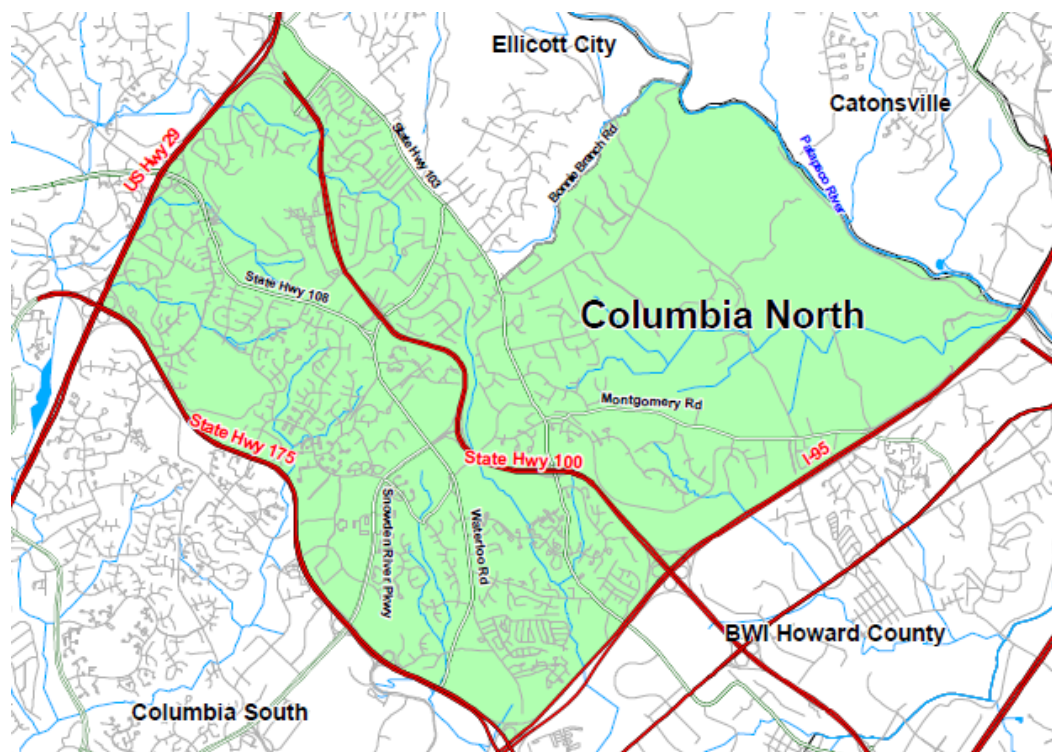 Ellicott City
Catonsville
US Hwy 29
State Hwy 103
Bonnie Branch Rd
Patapsco River
State Hwy 108
Columbia North
Montgomery Rd
State Hwy 175
State Hwy 100
I-95
Snowden River Pkwy
Waterloo Rd
BWI Howard County
Columbia South